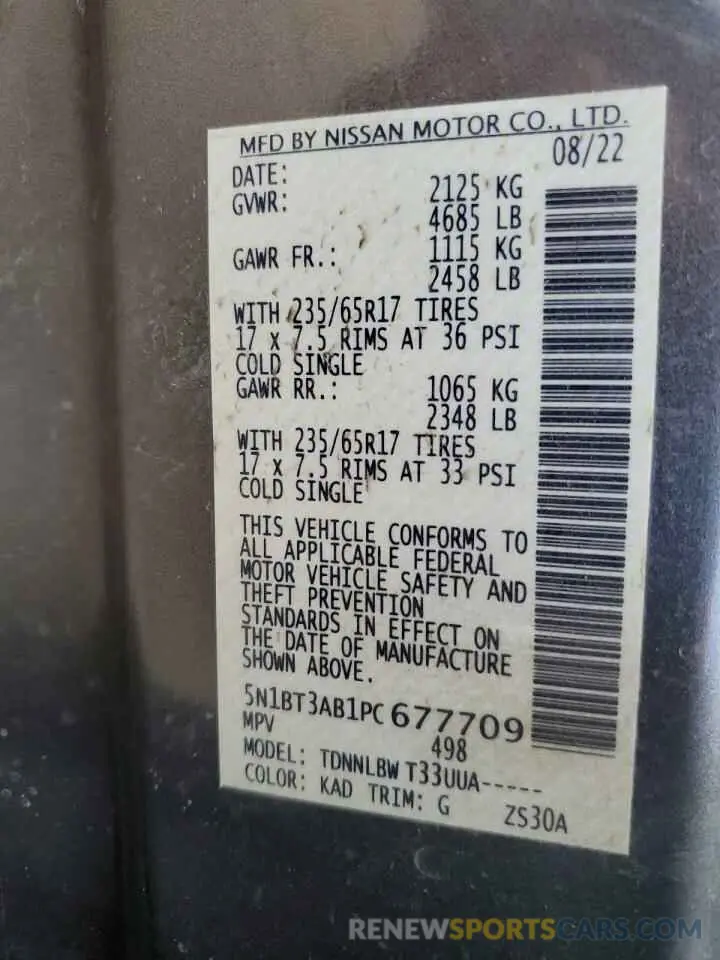 MFD BY NISSAN MOTOR CO., LTD.
DATE: 08/22
GVWR: 2125 KG
4685 LB
GAWR FR.: 1115 KG
2458 LB
WITH 235/65R17 TIRES
17 x 7.5 RIMS AT 36 PSI
COLD SINGLE
GAWR RR.: 1065 KG
2348 LB
WITH 235/65R17 TIRES
17 x 7.5 RIMS AT 33 PSI
COLD SINGLE
THIS VEHICLE CONFORMS TO
ALL APPLICABLE FEDERAL
MOTOR VEHICLE SAFETY AND
THEFT PREVENTION
STANDARDS IN EFFECT ON
THE DATE OF MANUFACTURE
SHOWN ABOVE.
5N1BT3AB1PC 677709
MPV 498
MODEL: TDNNLBW T33UUA-----
COLOR: KAD TRIM: G ZS30A
RENEWSPORTSCARS.COM